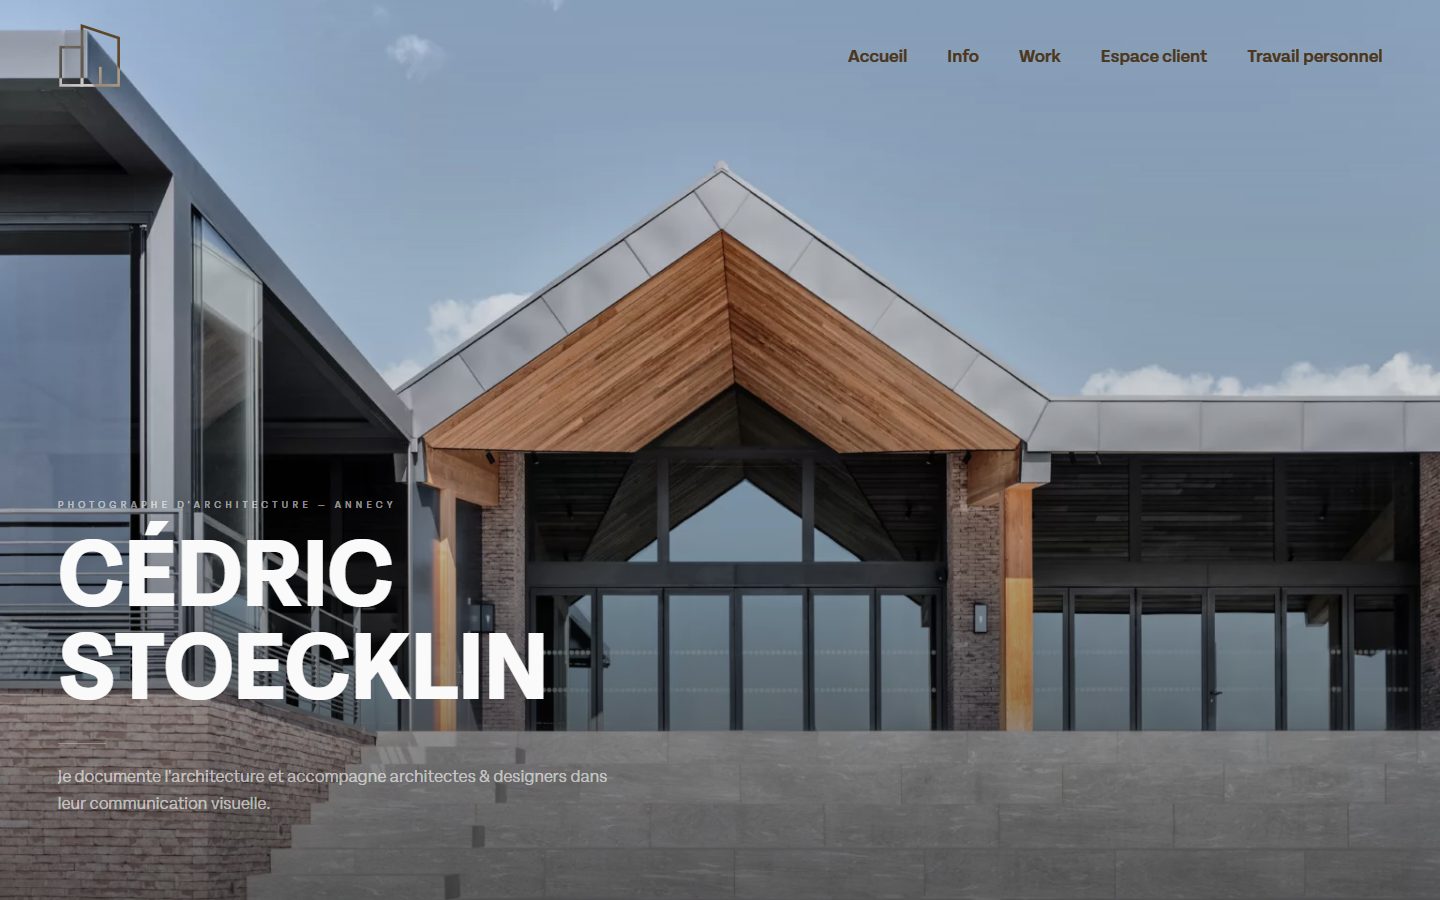 Accueil Info Work Espace client Travail personnel
PHOTOGRAPHE D'ARCHITECTURE — ANNECY
CÉDRIC
STOECKLIN
Je documente l'architecture et accompagne architectes & designers dans
leur communication visuelle.